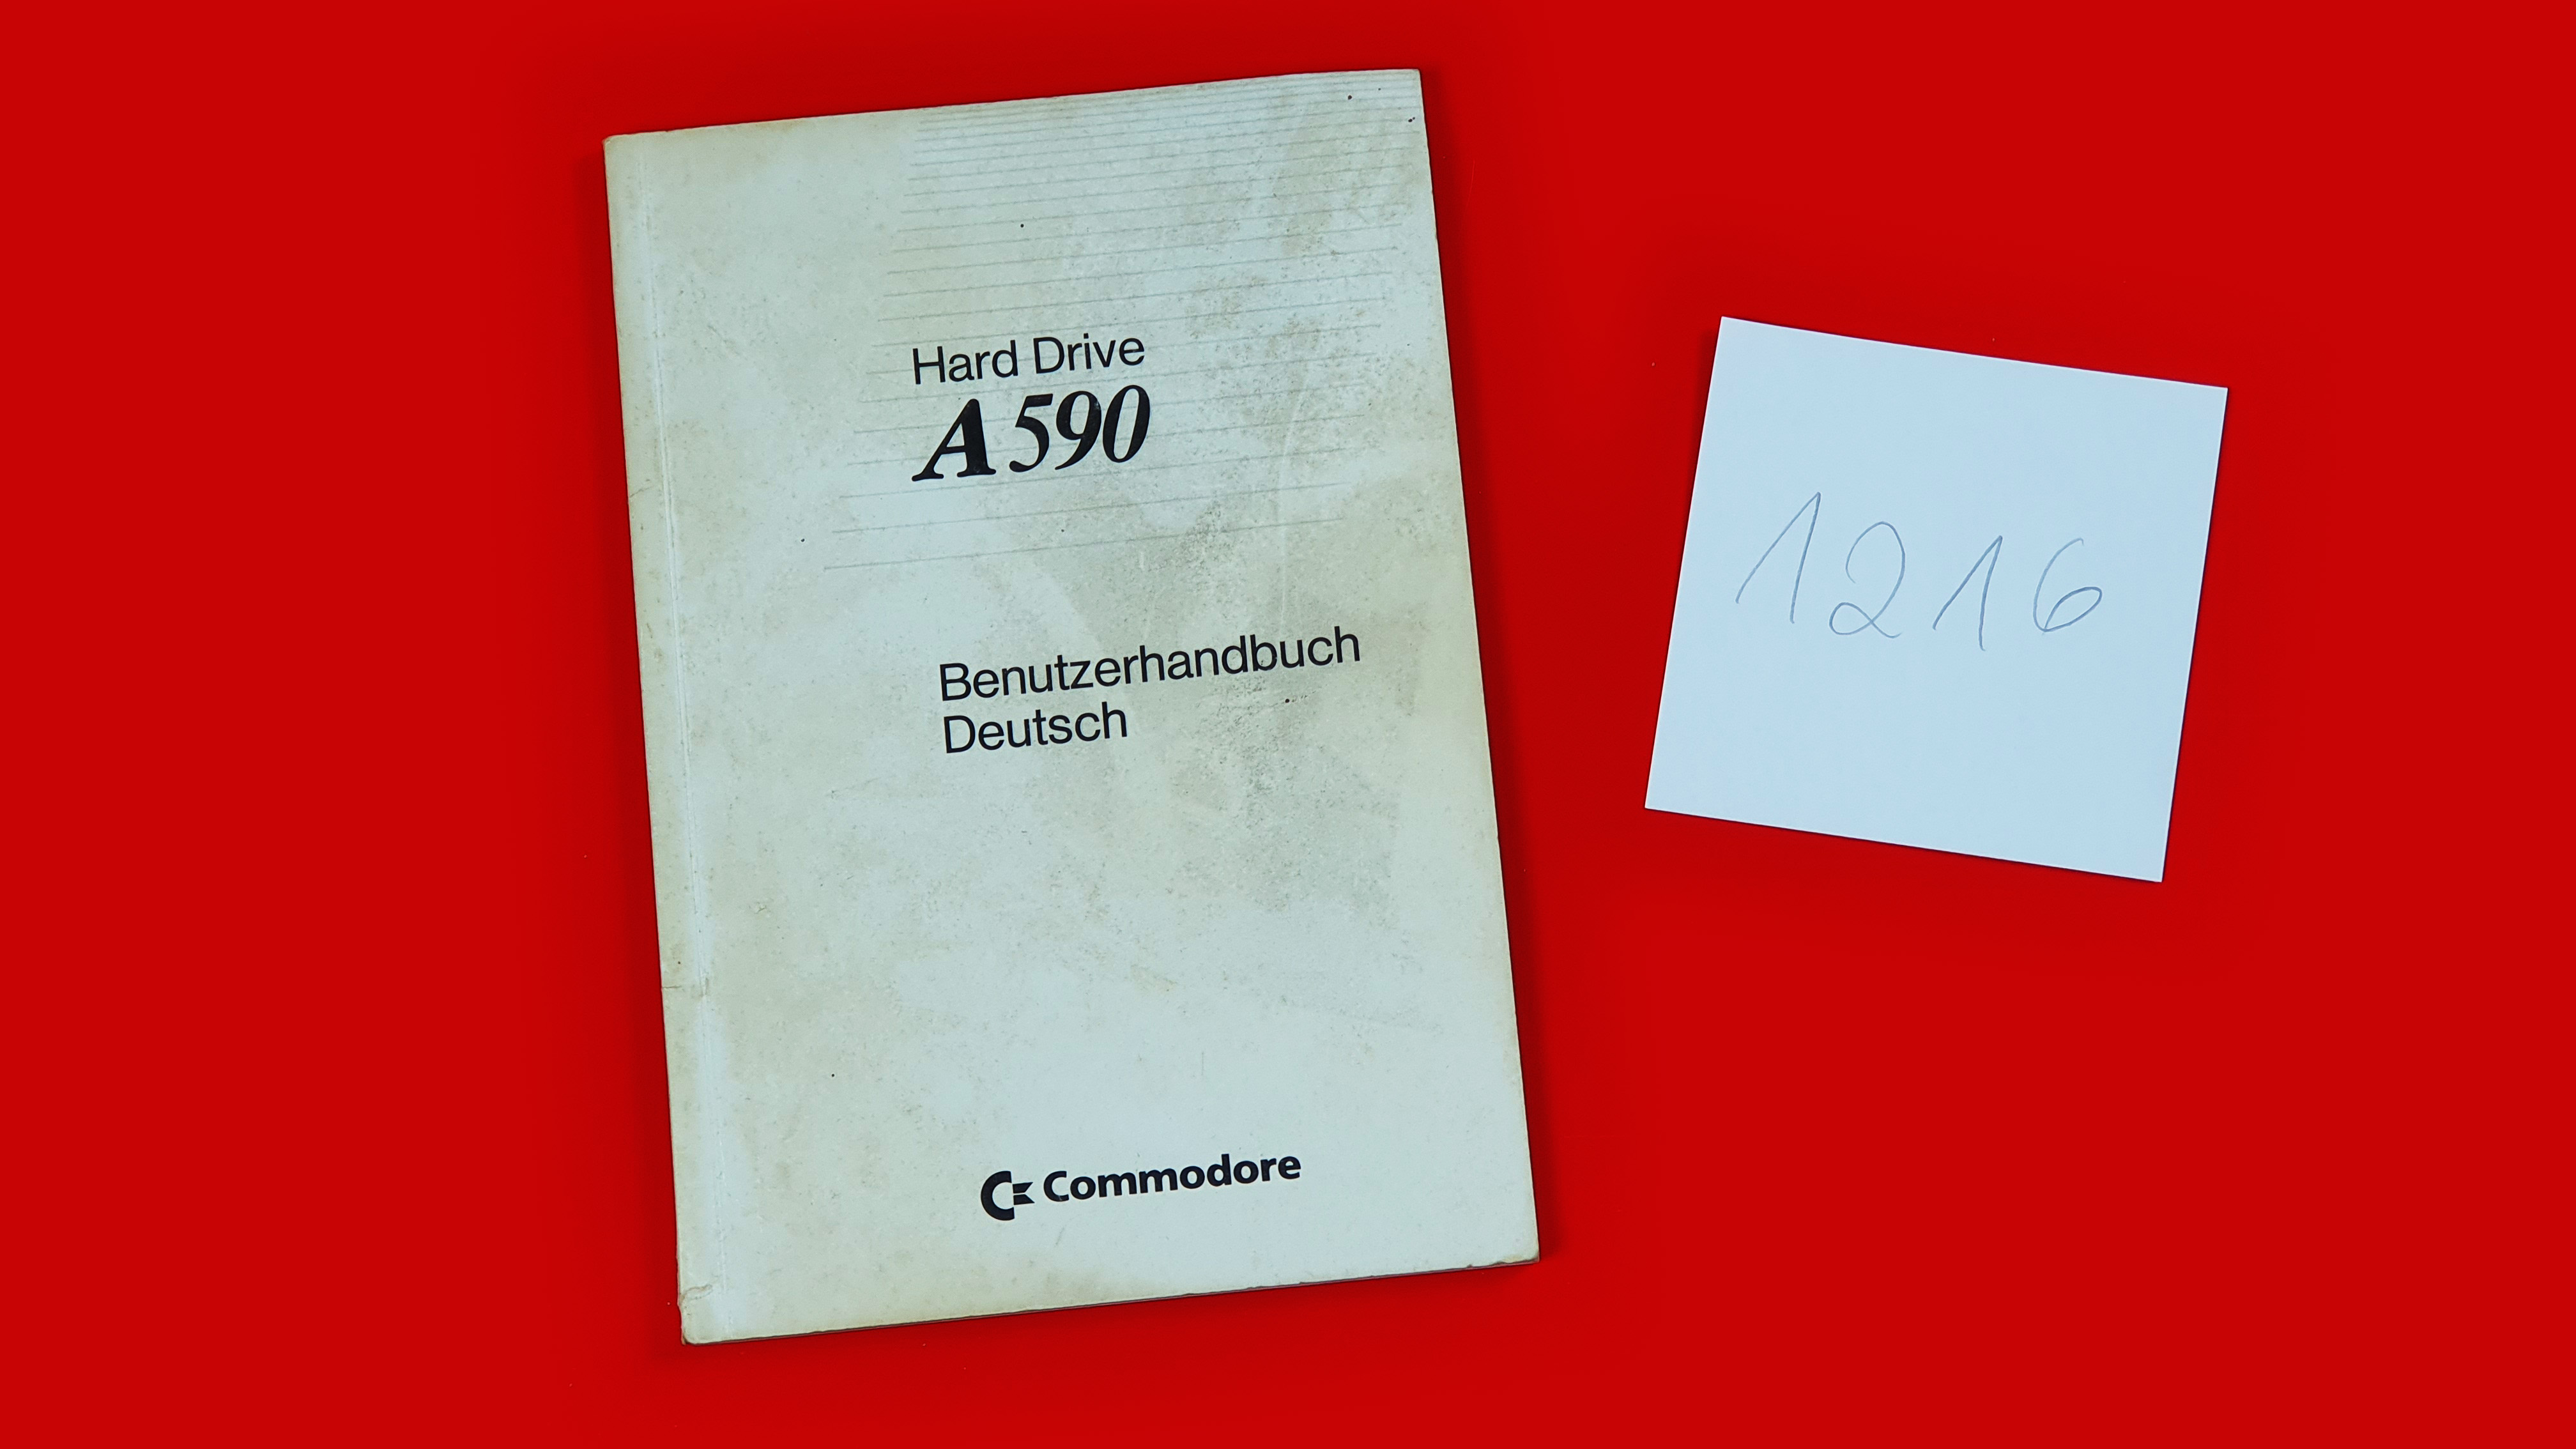 Hard Drive
A590
Benutzerhandbuch
Deutsch
Commodore
1216